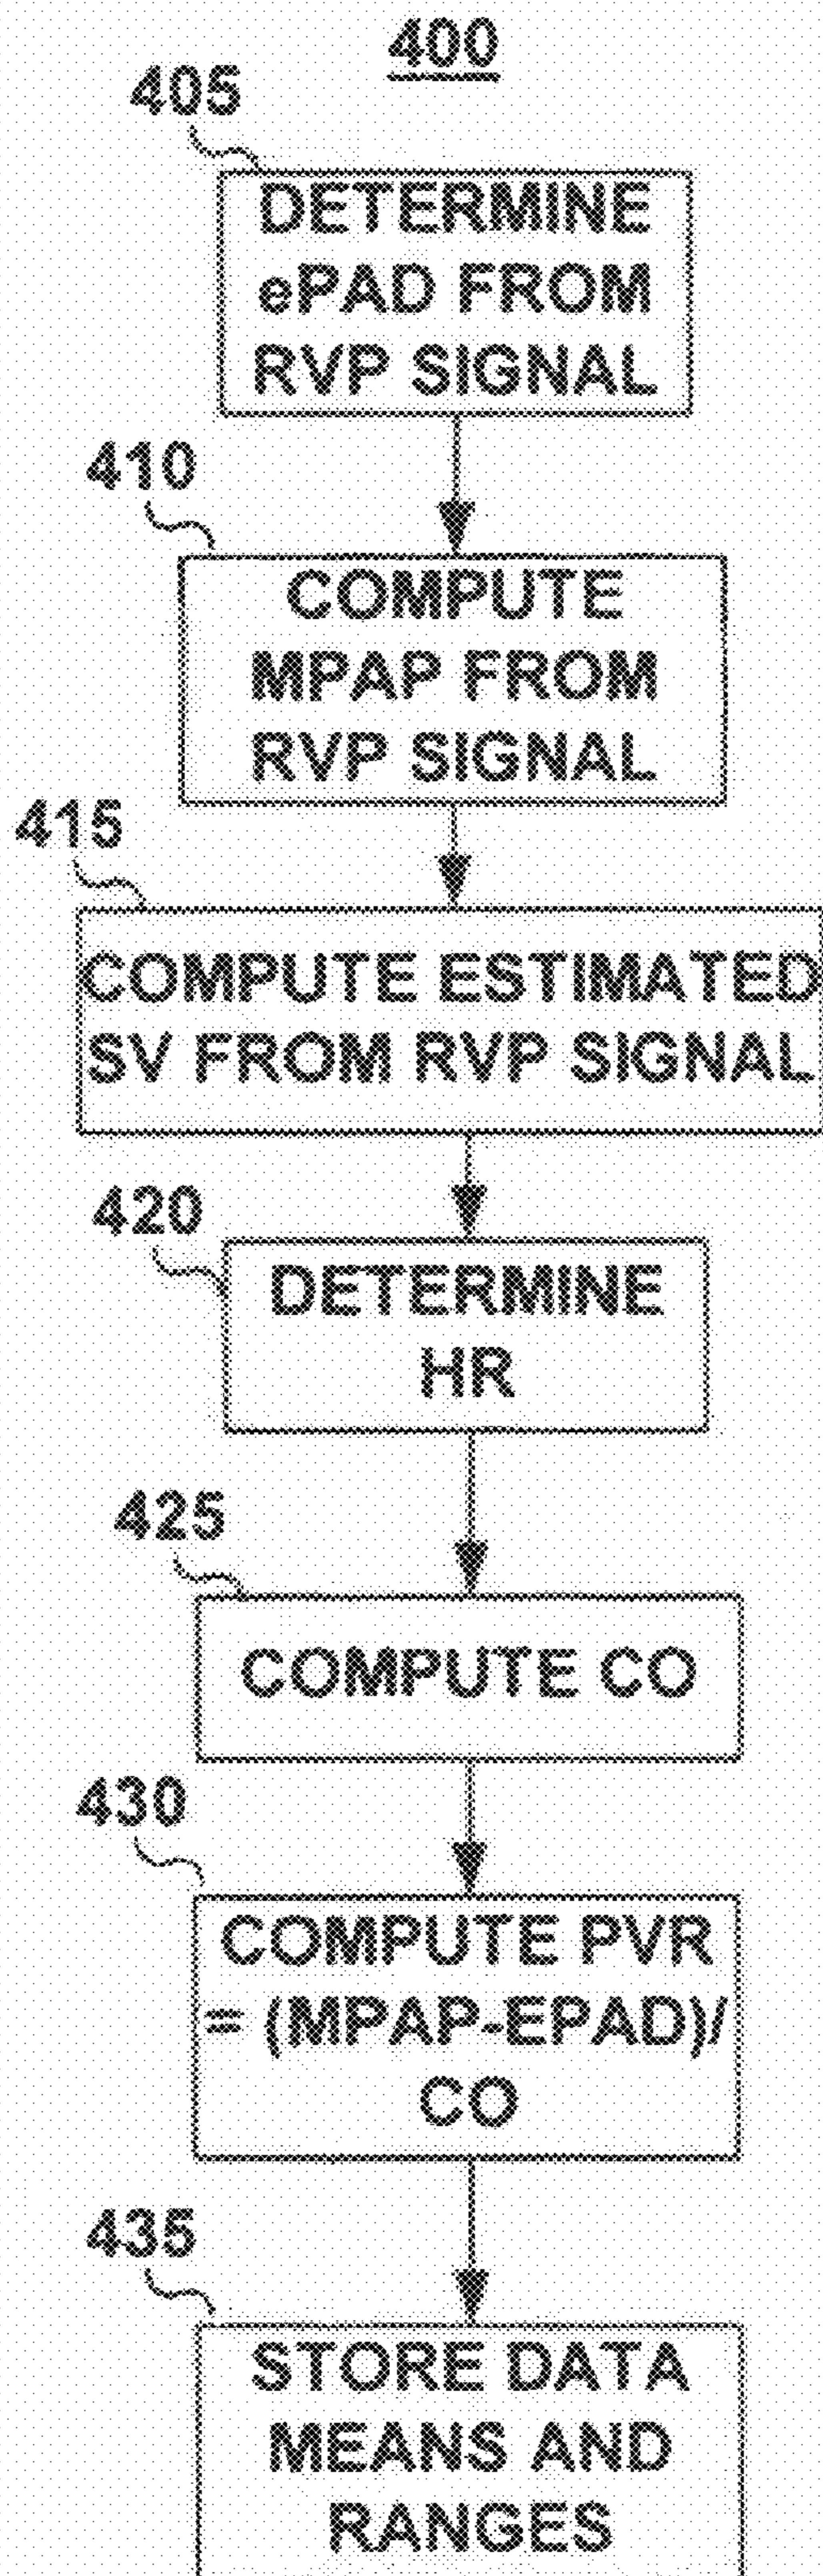 400
405
DETERMINE
ePAD FROM
RVP SIGNAL
410
COMPUTE
MPAP FROM
RVP SIGNAL
415
COMPUTE ESTIMATED
SV FROM RVP SIGNAL
420
DETERMINE
HR
425
COMPUTE CO
430
COMPUTE PVR
= (MPAP-EPAD)/
CO
435
STORE DATA
MEANS AND
RANGES